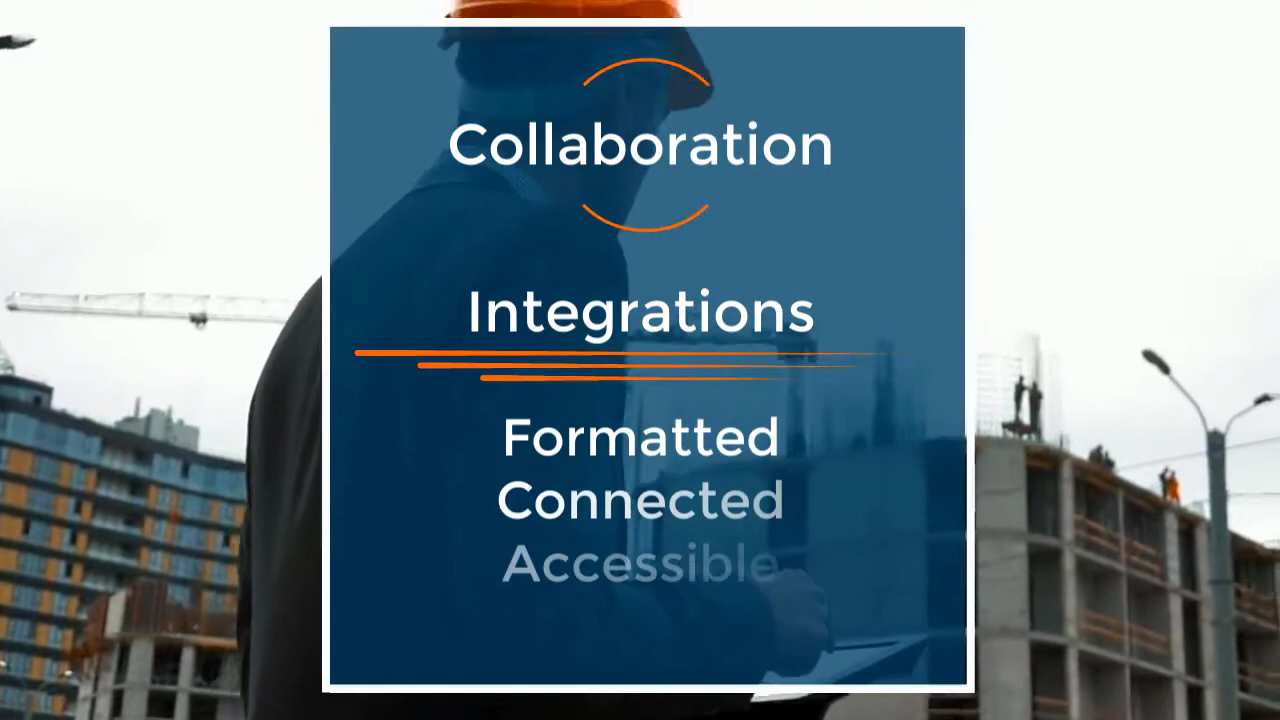 Collaboration
Integrations
Formatted
Connected
Accessible